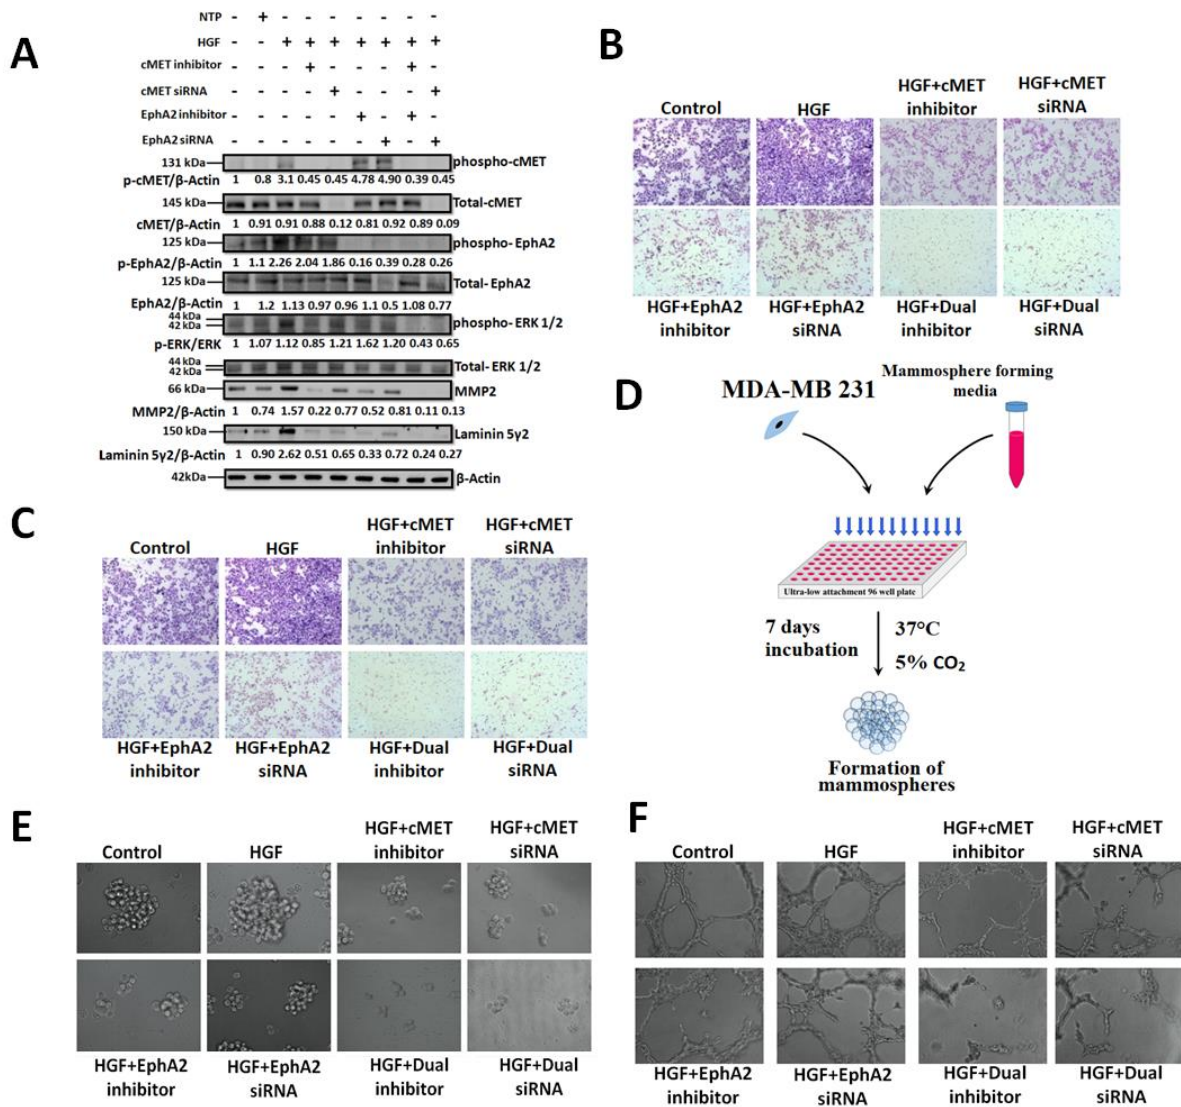 A
NTP - + - - - - - - -
HGF - - + + + + + + +
cMET inhibitor - - - + - - - + -
cMET siRNA - - - - + - - - +
EphA2 inhibitor - - - - - + - + -
EphA2 siRNA - - - - - - + - +
131 kDa phospho-cMET
p-cMET/β-Actin 1 0.8 3.1 0.45 0.45 4.78 4.90 0.39 0.45
145 kDa Total-cMET
cMET/β-Actin 1 0.91 0.91 0.88 0.12 0.81 0.92 0.89 0.09
125 kDa phospho- EphA2
p-EphA2/β-Actin 1 1.1 2.26 2.04 1.86 0.16 0.39 0.28 0.26
125 kDa Total- EphA2
EphA2/β-Actin 1 1.2 1.13 0.97 0.96 1.1 0.5 1.08 0.77
44 kDa
42 kDa phospho-ERK 1/2
p-ERK/ERK 1 1.07 1.12 0.85 1.21 1.62 1.20 0.43 0.65
44 kDa
42 kDa Total- ERK 1/2
66 kDa MMP2
MMP2/β-Actin 1 0.74 1.57 0.22 0.77 0.52 0.81 0.11 0.13
150 kDa Laminin 5γ2
Laminin 5γ2/β-Actin 1 0.90 2.62 0.51 0.65 0.33 0.72 0.24 0.27
42kDa β-Actin
B
Control HGF HGF+cMET inhibitor HGF+cMET siRNA
HGF+EphA2 inhibitor HGF+EphA2 siRNA HGF+Dual inhibitor HGF+Dual siRNA
C
Control HGF HGF+cMET inhibitor HGF+cMET siRNA
HGF+EphA2 inhibitor HGF+EphA2 siRNA HGF+Dual inhibitor HGF+Dual siRNA
D
MDA-MB 231
Mammosphere forming
media
Ultra-low attachment 96 well plate
7 days
incubation
37°C
5% CO₂
Formation of
mammospheres
E
Control HGF HGF+cMET inhibitor HGF+cMET siRNA
HGF+EphA2 inhibitor HGF+EphA2 siRNA HGF+Dual inhibitor HGF+Dual siRNA
F
Control HGF HGF+cMET inhibitor HGF+cMET siRNA
HGF+EphA2 inhibitor HGF+EphA2 siRNA HGF+Dual inhibitor HGF+Dual siRNA